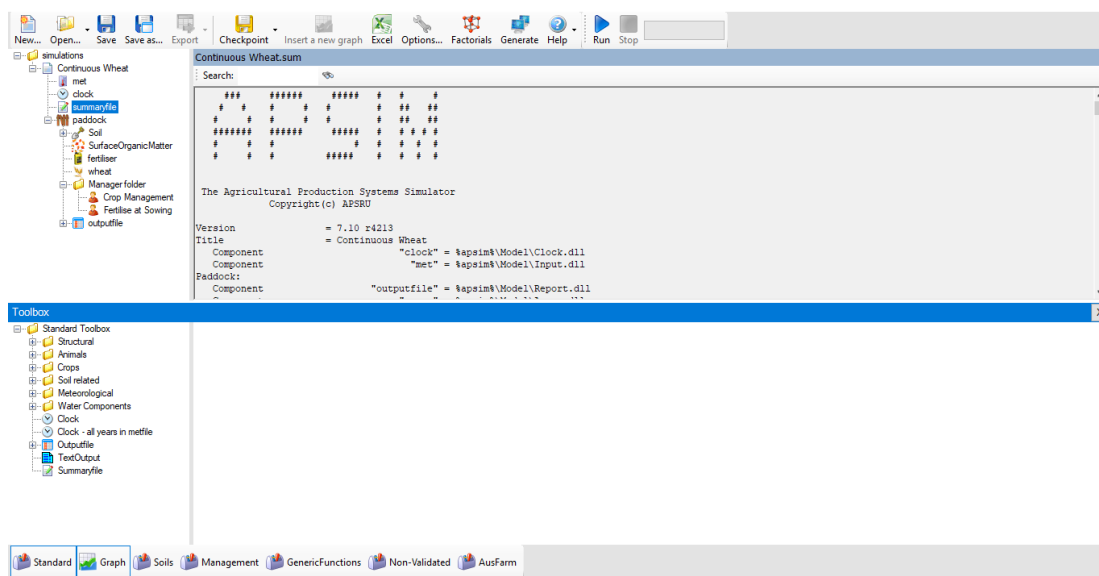 New... Open... Save Save as... Export Checkpoint Insert a new graph Excel Options... Factorials Generate Help Run Stop
simulations
Continuous Wheat
met
clock
summaryfile
paddock
Soil
SurfaceOrganicMatter
fertiliser
wheat
Manager folder
Crop Management
Fertilise at Sowing
outputfile
Continuous Wheat.sum
Search:
APSIM
The Agricultural Production Systems Simulator
Copyright(c) APSRU
Version = 7.10 r4213
Title = Continuous Wheat
Component "clock" = %apsim%\Model\Clock.dll
Component "met" = %apsim%\Model\Input.dll
Paddock:
Component "outputfile" = %apsim%\Model\Report.dll
Toolbox
Standard Toolbox
Structural
Animals
Crops
Soil related
Meteorological
Water Components
Clock
Clock - all years in metfile
Outputfile
TextOutput
Summaryfile
Standard Graph Soils Management GenericFunctions Non-Validated AusFarm